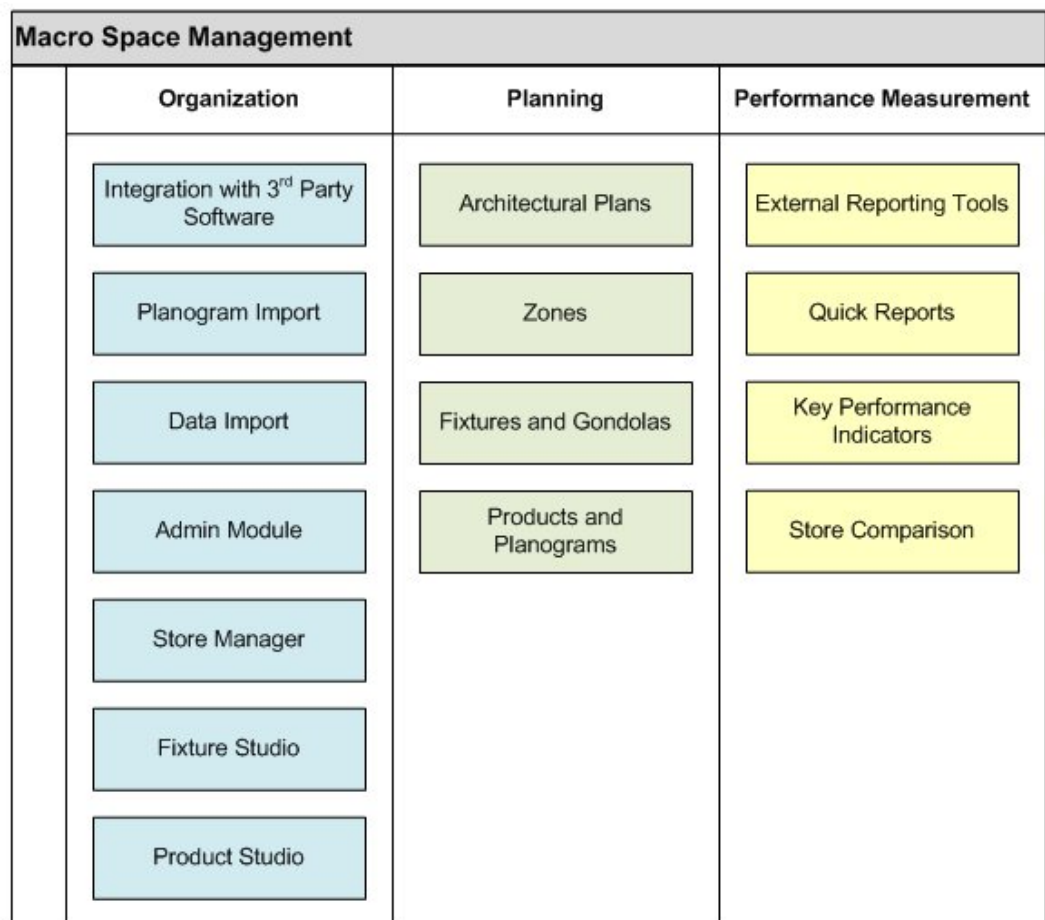 Macro Space Management
Organization
Planning
Performance Measurement
Integration with 3rd Party
Software
Planogram Import
Data Import
Admin Module
Store Manager
Fixture Studio
Product Studio
Architectural Plans
Zones
Fixtures and Gondolas
Products and
Planograms
External Reporting Tools
Quick Reports
Key Performance
Indicators
Store Comparison